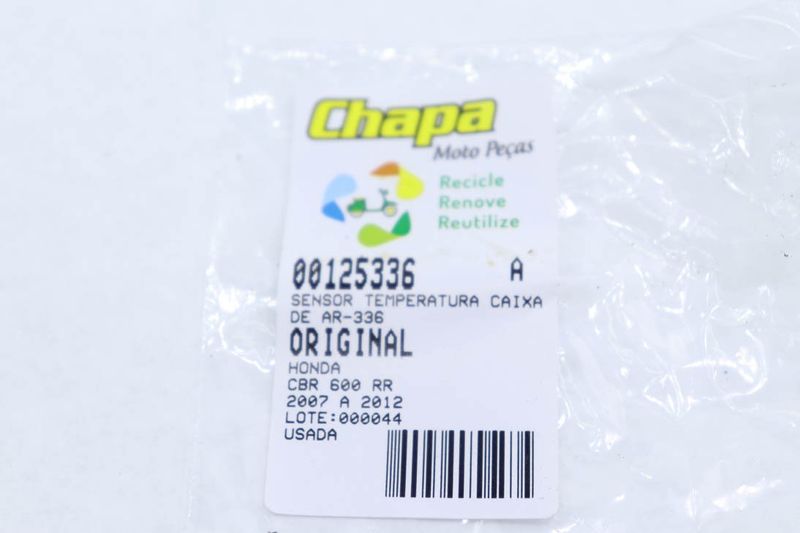 Chapa
Moto Peças
Recicle
Renove
Reutilize
00125336 A
SENSOR TEMPERATURA CAIXA
DE AR-336
ORIGINAL
HONDA
CBR 600 RR
2007 A 2012
LOTE:000044
USADA